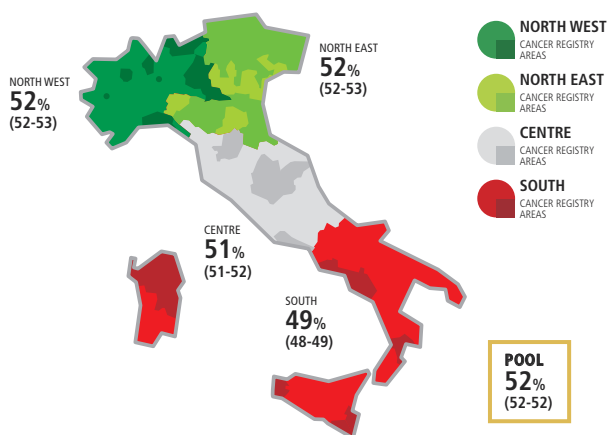 NORTH WEST
52%
(52-53)
NORTH EAST
52%
(52-53)
CENTRE
51%
(51-52)
SOUTH
49%
(48-49)
NORTH WEST
CANCER REGISTRY
AREAS
NORTH EAST
CANCER REGISTRY
AREAS
CENTRE
CANCER REGISTRY
AREAS
SOUTH
CANCER REGISTRY
AREAS
POOL
52%
(52-52)